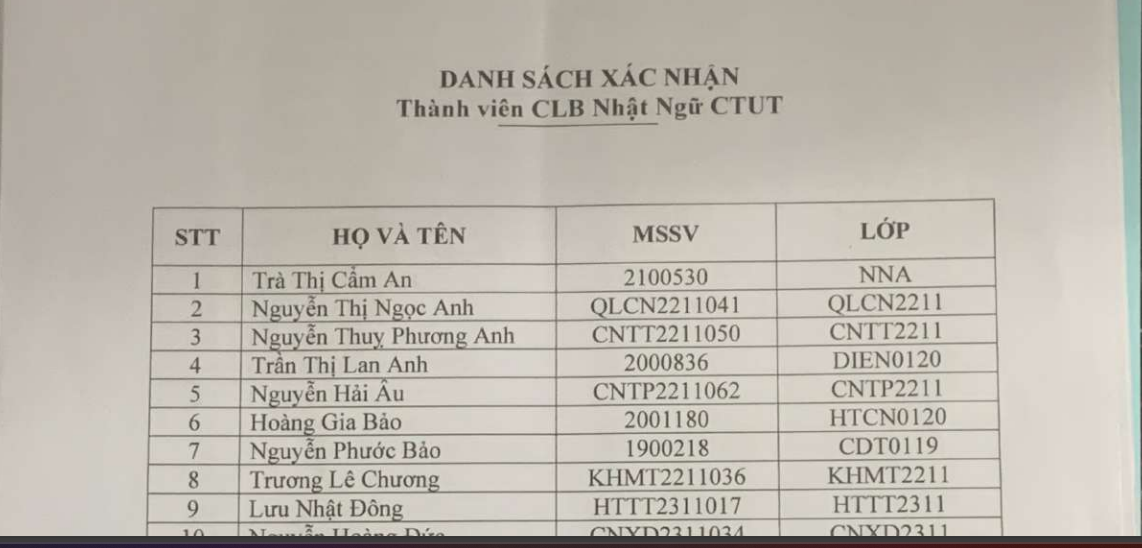 DANH SÁCH XÁC NHẬN
Thành viên CLB Nhật Ngữ CTUT
STT HỌ VÀ TÊN MSSV LỚP
1 Trà Thị Cẩm An 2100530 NNA
2 Nguyễn Thị Ngọc Anh QLCN2211041 QLCN2211
3 Nguyễn Thuỵ Phương Anh CNTT2211050 CNTT2211
4 Trần Thị Lan Anh 2000836 DIEN0120
5 Nguyễn Hải Âu CNTP2211062 CNTP2211
6 Hoàng Gia Bảo 2001180 HTCN0120
7 Nguyễn Phước Bảo 1900218 CDT0119
8 Trương Lê Chương KHMT2211036 KHMT2211
9 Lưu Nhật Đông HTTT2311017 HTTT2311
10 Nguyễn Hoàng Đức CNXD2311034 CNXD2311